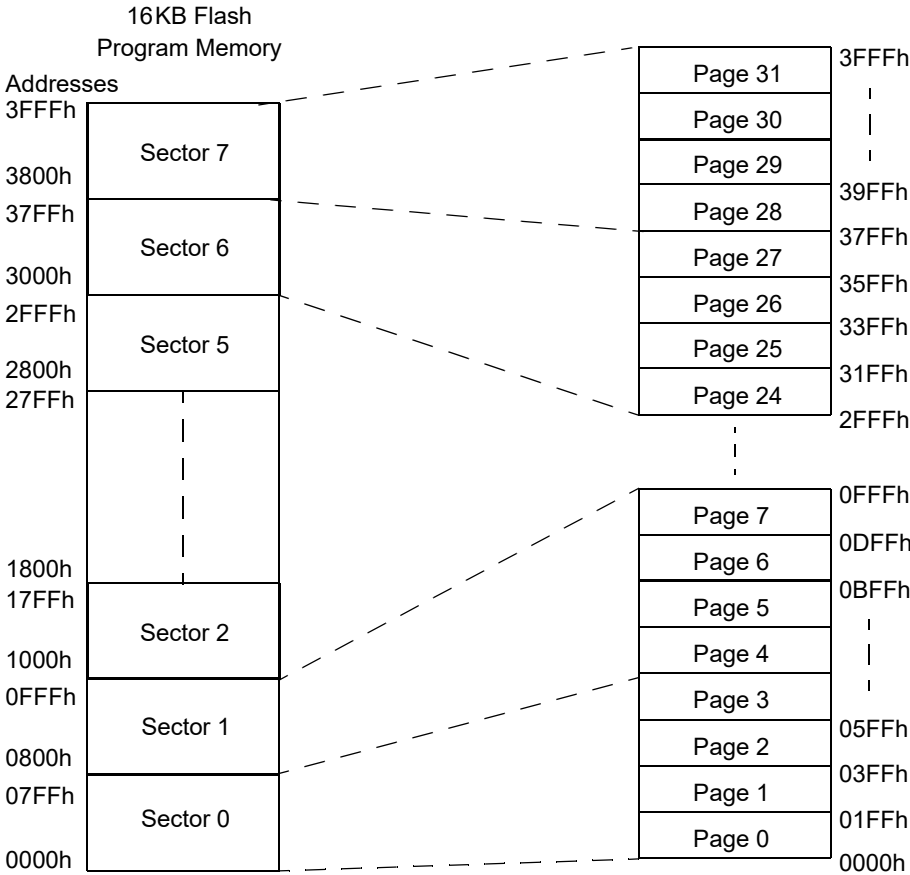 16KB Flash
Program Memory
Addresses
3FFFh
Sector 7
3800h
37FFh
Sector 6
3000h
2FFFh
Sector 5
2800h
27FFh
1800h
17FFh
Sector 2
1000h
0FFFh
Sector 1
0800h
07FFh
Sector 0
0000h
3FFFh
Page 31
Page 30
Page 29
39FFh
Page 28
37FFh
Page 27
35FFh
Page 26
33FFh
Page 25
31FFh
Page 24
2FFFh
0FFFh
Page 7
0DFFh
Page 6
0BFFh
Page 5
Page 4
Page 3
05FFh
Page 2
03FFh
Page 1
01FFh
Page 0
0000h